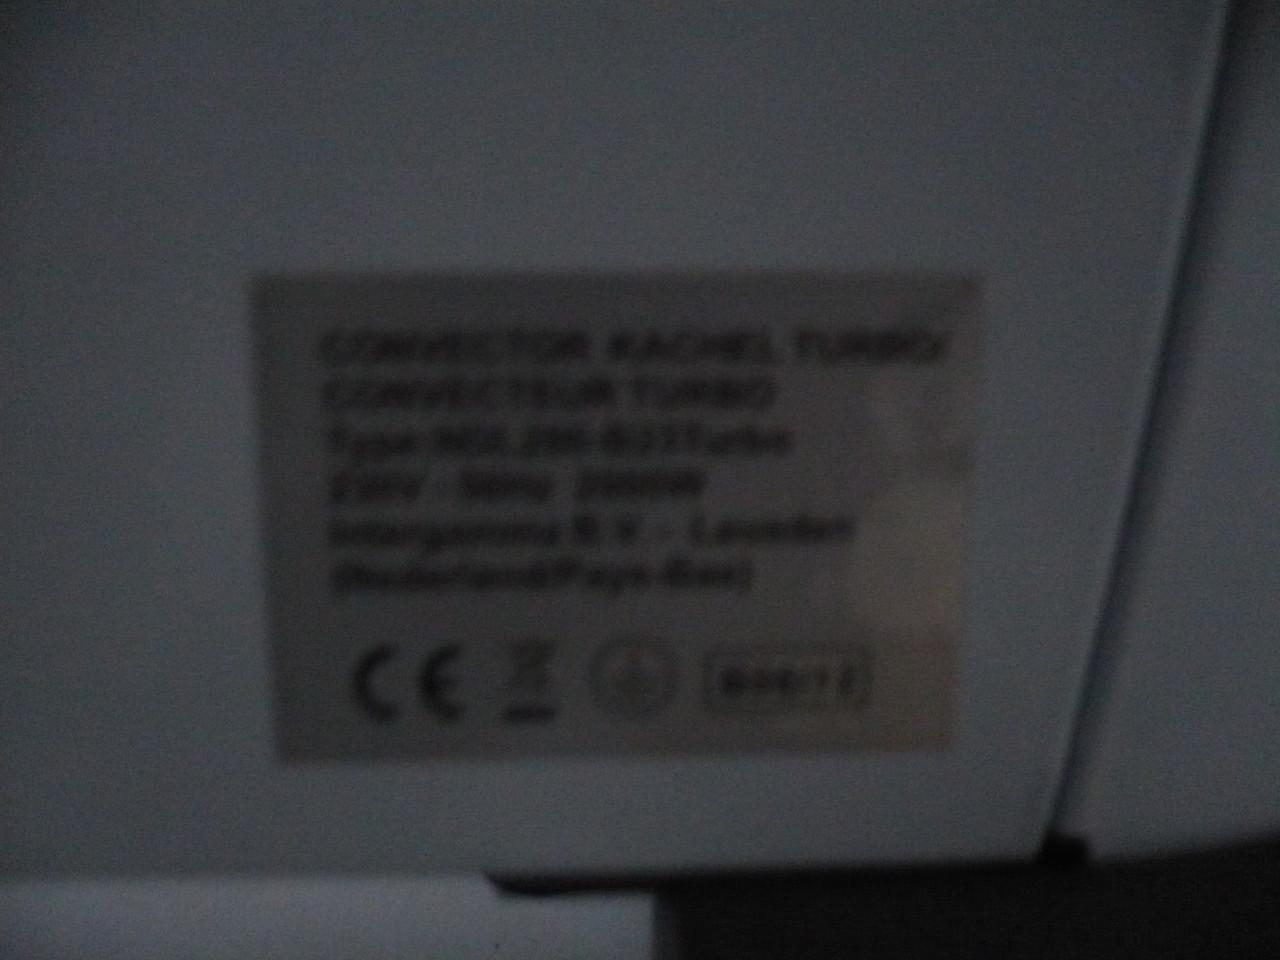 CONVECTOR KACHEL TURBO/
CONVECTEUR TURBO
Type:
230V ~ 50Hz 2000W
Intergamma B.V. - Leusden
(Nederland/Pays-Bas)
CE